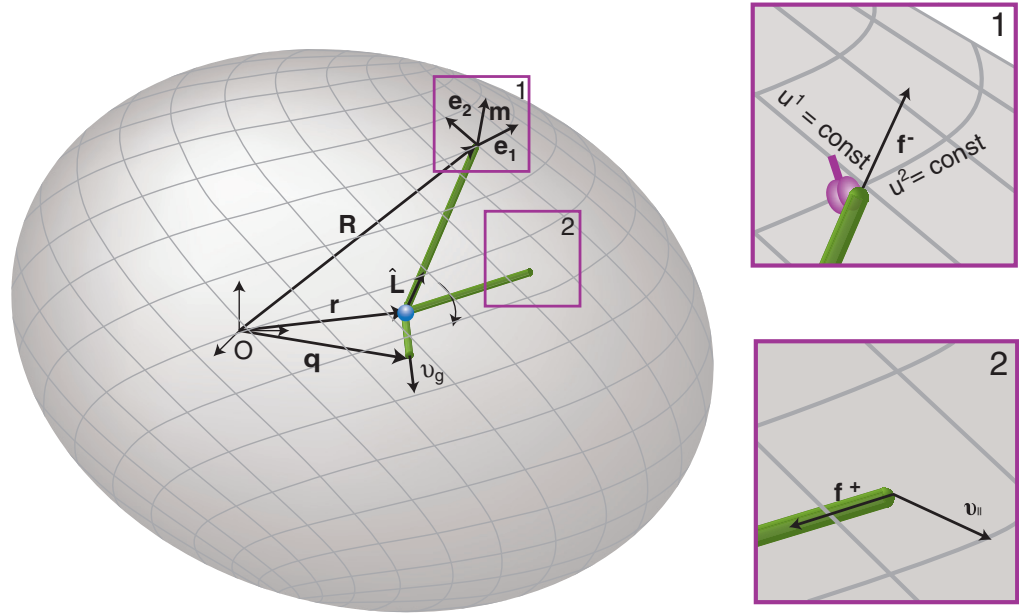 1
e₂
m
e₁
R
2
L̂
r
O
q
υg
1
u¹ = const
f⁻
u² = const
2
f⁺
υ॥